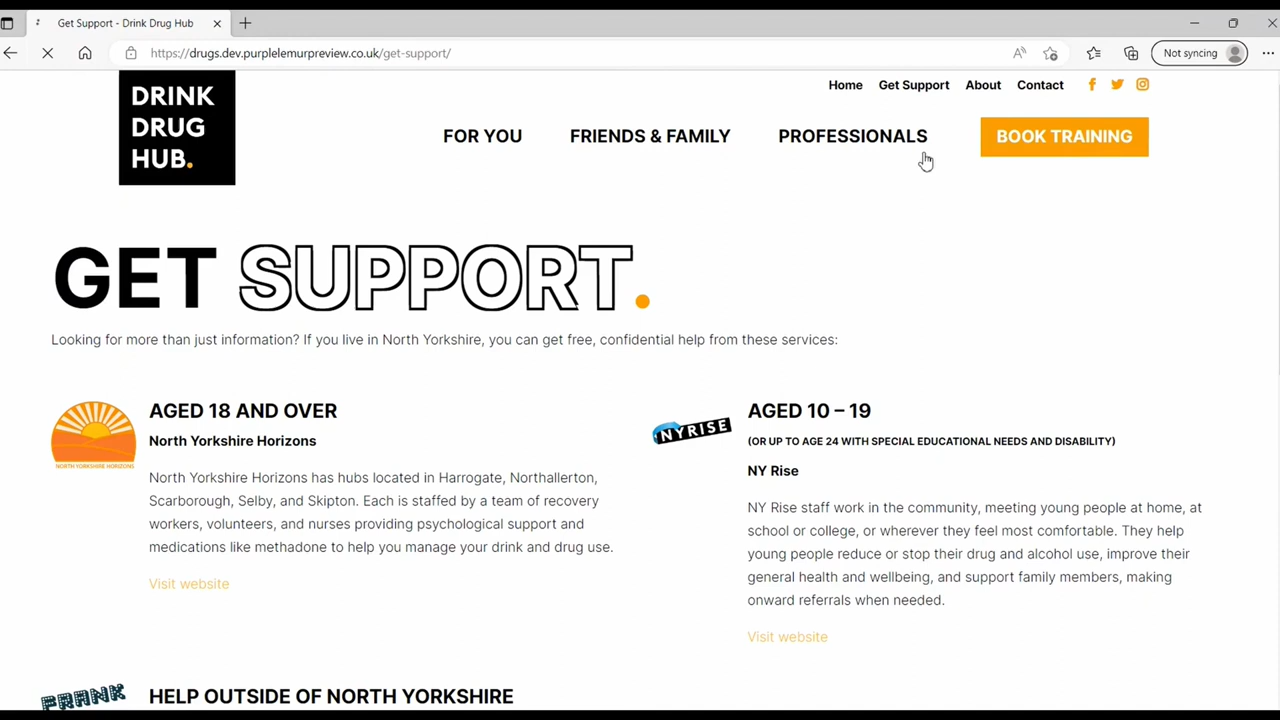 Get Support - Drink Drug Hub
https://drugs.dev.purplelemurpreview.co.uk/get-support/
Not syncing
DRINK
DRUG
HUB.
Home Get Support About Contact
FOR YOU FRIENDS & FAMILY PROFESSIONALS BOOK TRAINING
GET SUPPORT.
Looking for more than just information? If you live in North Yorkshire, you can get free, confidential help from these services:
NORTH YORKSHIRE HORIZONS
AGED 18 AND OVER
North Yorkshire Horizons
North Yorkshire Horizons has hubs located in Harrogate, Northallerton,
Scarborough, Selby, and Skipton. Each is staffed by a team of recovery
workers, volunteers, and nurses providing psychological support and
medications like methadone to help you manage your drink and drug use.
Visit website
NYRISE
AGED 10 – 19
(OR UP TO AGE 24 WITH SPECIAL EDUCATIONAL NEEDS AND DISABILITY)
NY Rise
NY Rise staff work in the community, meeting young people at home, at
school or college, or wherever they feel most comfortable. They help
young people reduce or stop their drug and alcohol use, improve their
general health and wellbeing, and support family members, making
onward referrals when needed.
Visit website
FRANK
HELP OUTSIDE OF NORTH YORKSHIRE